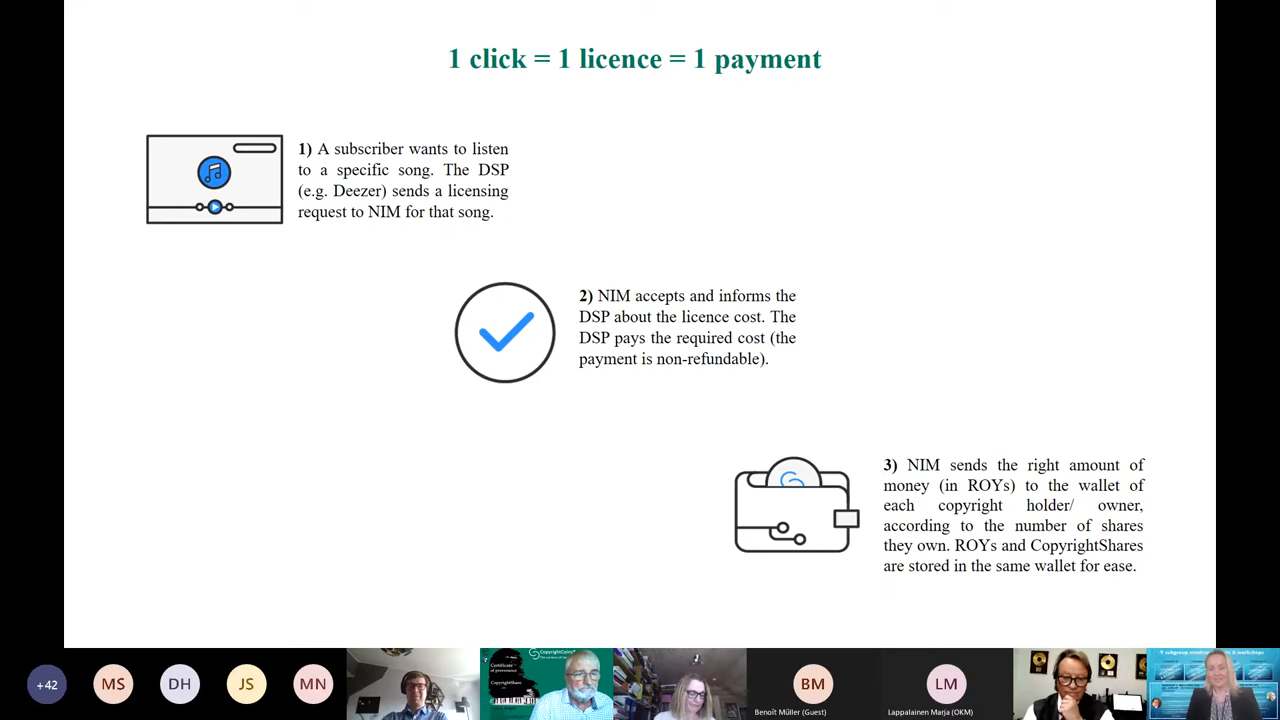 1 click = 1 licence = 1 payment
1) A subscriber wants to listen
to a specific song. The DSP
(e.g. Deezer) sends a licensing
request to NIM for that song.
2) NIM accepts and informs the
DSP about the licence cost. The
DSP pays the required cost (the
payment is non-refundable).
3) NIM sends the right amount of
money (in ROYs) to the wallet of
each copyright holder/ owner,
according to the number of shares
they own. ROYs and CopyrightShares
are stored in the same wallet for ease.
+42
MS
DH
JS
MN
Certificate
of provenance
CopyrightShare
CopyrightCoins
BM
Benoît Müller (Guest)
LM
Lappalainen Marja (OKM)